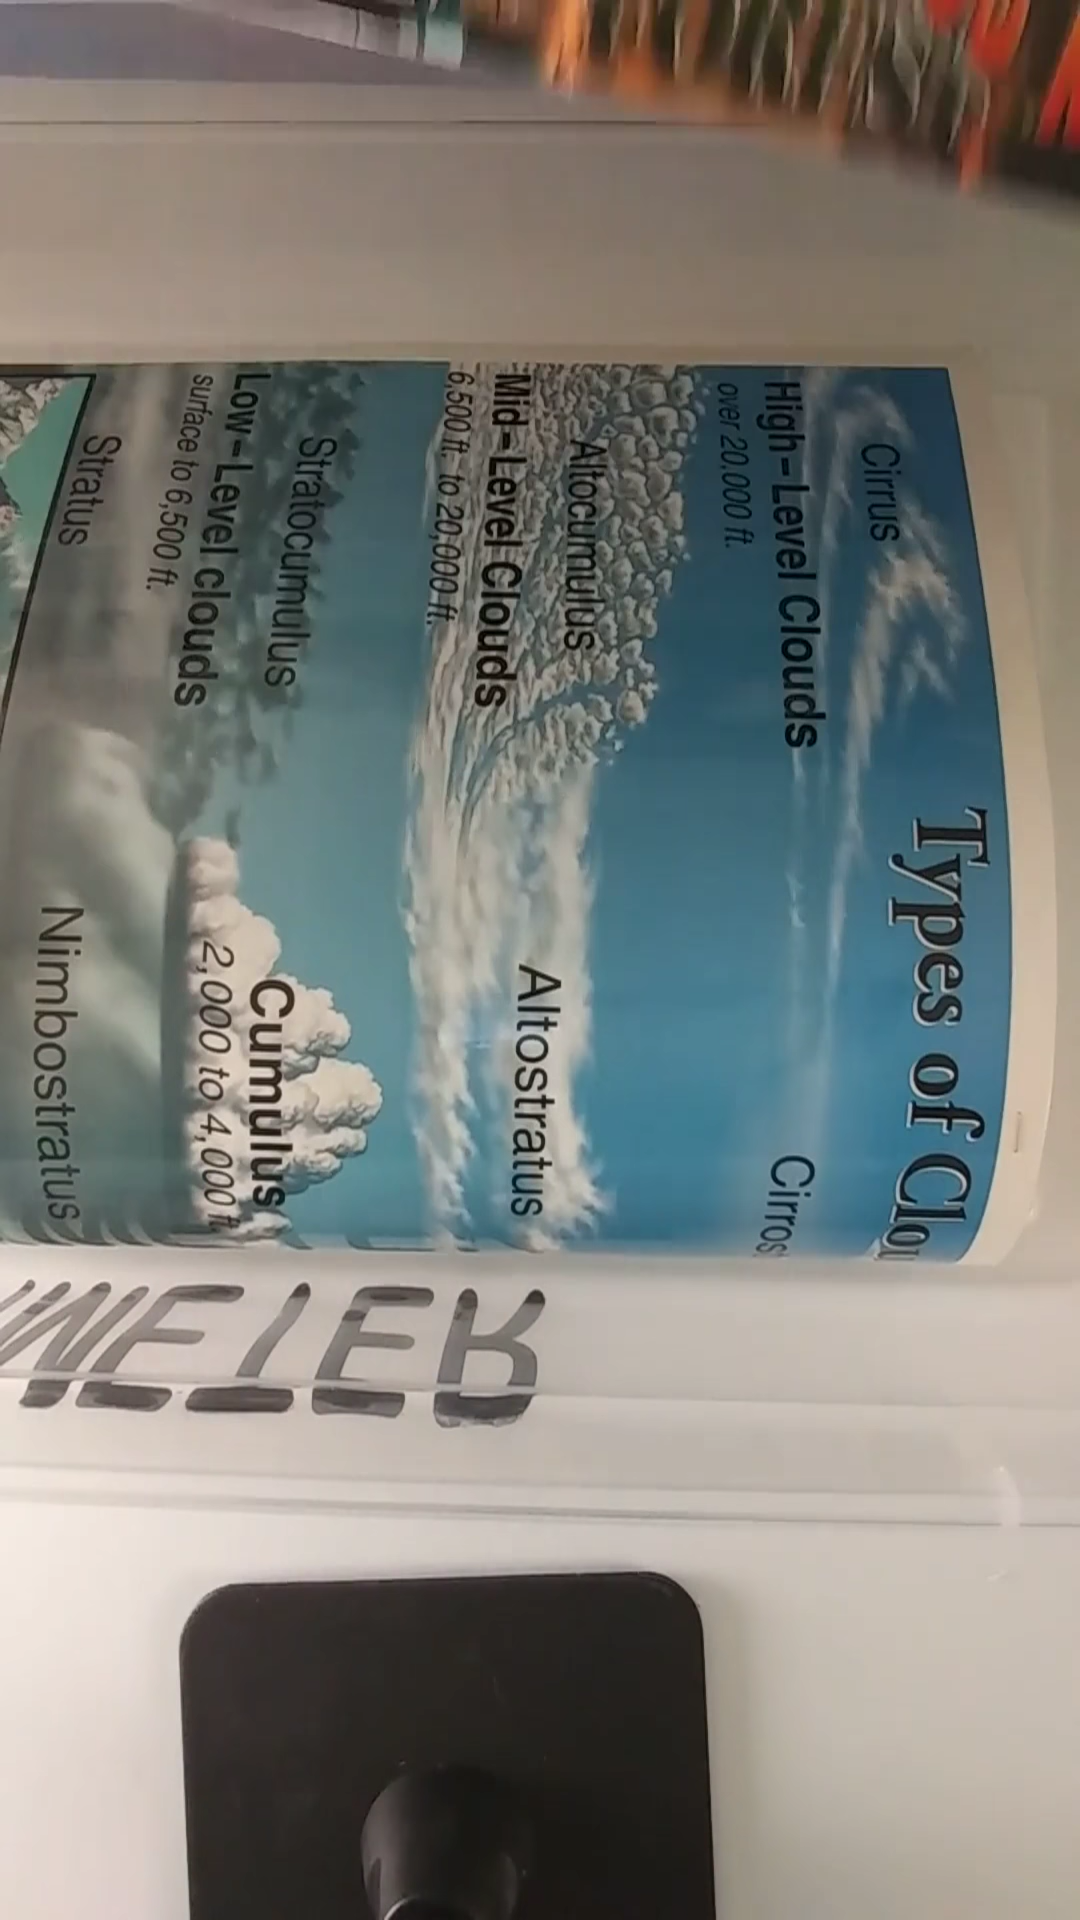 Types of Clou
Cirrus
High-Level Clouds
over 20,000 ft.
Cirros
Altocumulus
Mid-Level Clouds
6,500 ft. to 20,000 ft.
Altostratus
Stratocumulus
Low-Level clouds
surface to 6,500 ft.
Cumulus
2,000 to 4,000 ft.
Stratus
Nimbostratus
METER